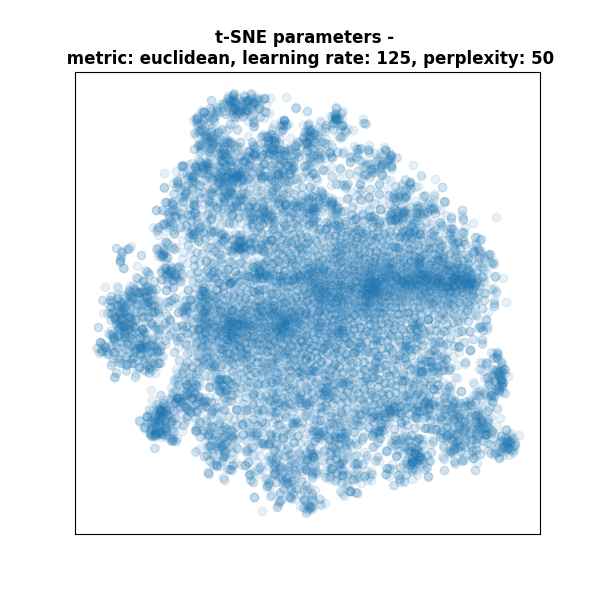 t-SNE parameters -
metric: euclidean, learning rate: 125, perplexity: 50